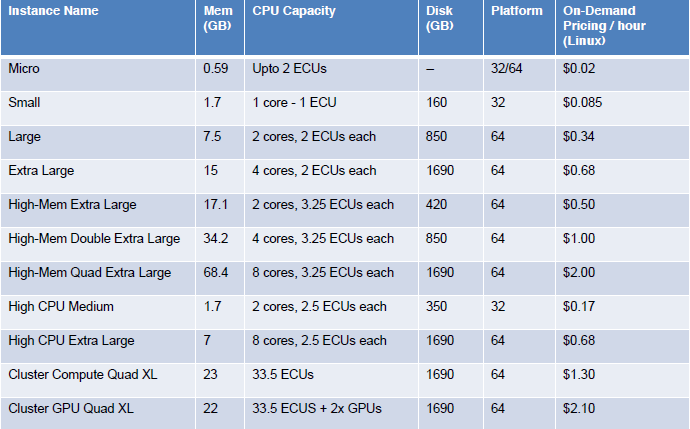 Instance Name Mem (GB) CPU Capacity Disk (GB) Platform On-Demand Pricing / hour (Linux)
Micro 0.59 Upto 2 ECUs – 32/64 $0.02
Small 1.7 1 core - 1 ECU 160 32 $0.085
Large 7.5 2 cores, 2 ECUs each 850 64 $0.34
Extra Large 15 4 cores, 2 ECUs each 1690 64 $0.68
High-Mem Extra Large 17.1 2 cores, 3.25 ECUs each 420 64 $0.50
High-Mem Double Extra Large 34.2 4 cores, 3.25 ECUs each 850 64 $1.00
High-Mem Quad Extra Large 68.4 8 cores, 3.25 ECUs each 1690 64 $2.00
High CPU Medium 1.7 2 cores, 2.5 ECUs each 350 32 $0.17
High CPU Extra Large 7 8 cores, 2.5 ECUs each 1690 64 $0.68
Cluster Compute Quad XL 23 33.5 ECUs 1690 64 $1.30
Cluster GPU Quad XL 22 33.5 ECUS + 2x GPUs 1690 64 $2.10